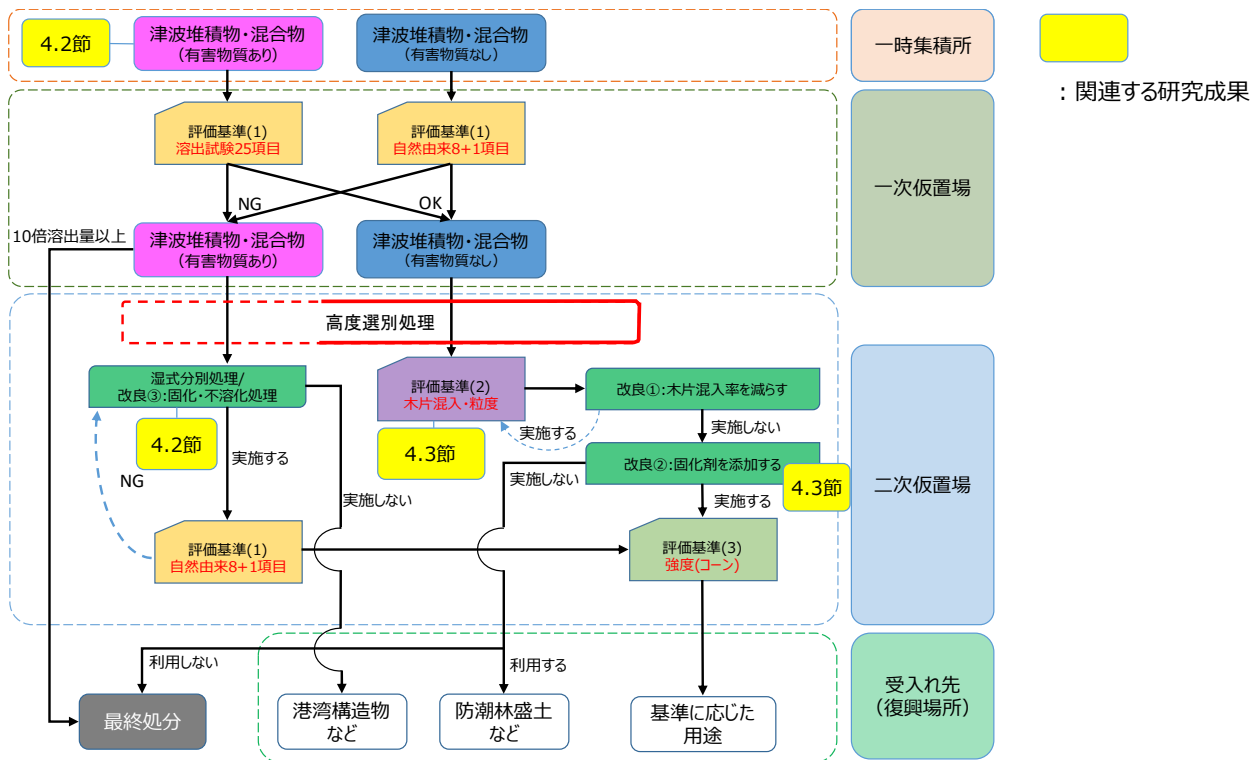 4.2節
津波堆積物・混合物
(有害物質あり)
津波堆積物・混合物
(有害物質なし)
一時集積所
：関連する研究成果
評価基準(1)
溶出試験25項目
評価基準(1)
自然由来8+1項目
一次仮置場
NG
OK
10倍溶出量以上
津波堆積物・混合物
(有害物質あり)
津波堆積物・混合物
(有害物質なし)
高度選別処理
湿式分別処理/
改良③:固化・不溶化処理
評価基準(2)
木片混入・粒度
改良①:木片混入率を減らす
実施する
実施しない
4.2節
4.3節
改良②:固化剤を添加する
4.3節
二次仮置場
NG
実施する
実施しない
実施しない
実施する
評価基準(1)
自然由来8+1項目
評価基準(3)
強度(コーン)
利用しない
利用する
最終処分
港湾構造物
など
防潮林盛土
など
基準に応じた
用途
受入れ先
（復興場所）